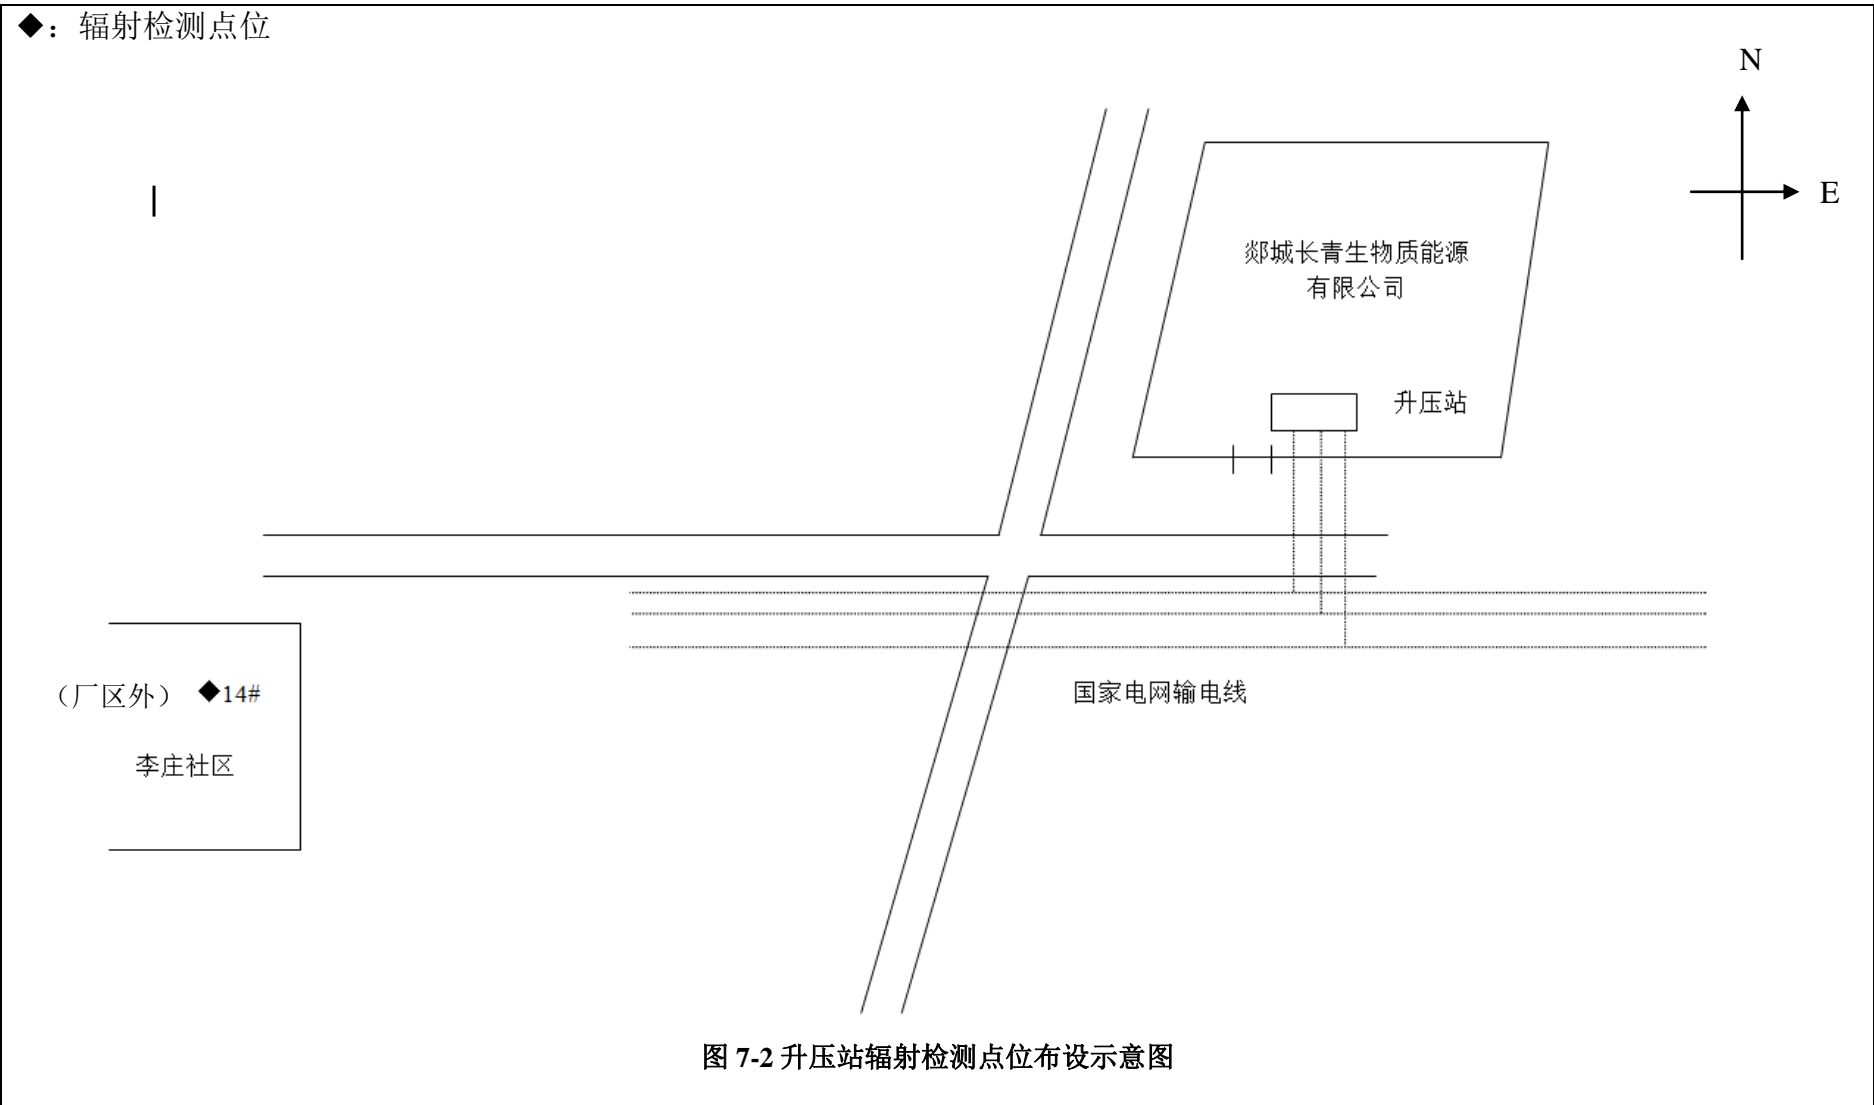 ◆：辐射检测点位
N
E
郯城长青生物质能源
有限公司
升压站
（厂区外）◆14#
国家电网输电线
李庄社区
图 7-2 升压站辐射检测点位布设示意图